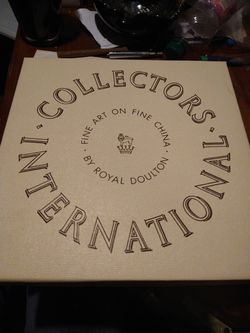 · COLLECTORS ·
INTERNATIONAL
· FINE ART ON FINE CHINA ·
BY ROYAL DOULTON